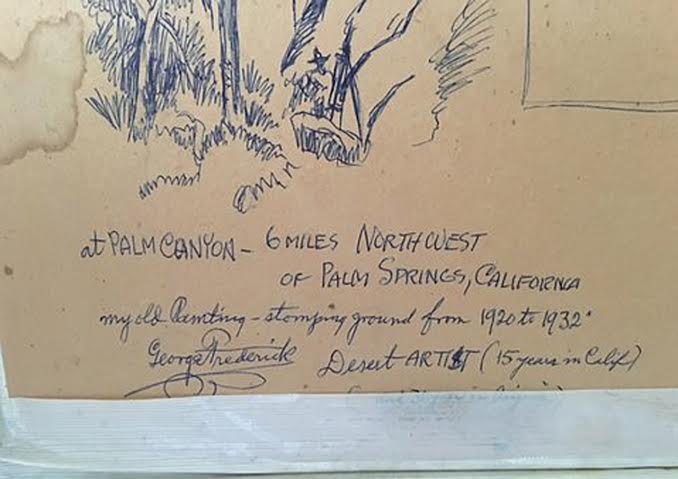 at PALM CANYON - 6 MILES NORTHWEST
OF PALM SPRINGS, CALIFORNIA
my old Painting - stomping ground from 1920 to 1932"
George Frederick Desert ARTIST (15 years in Calif)